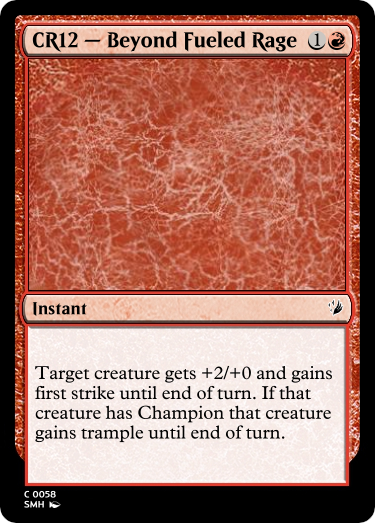 CR12 — Beyond Fueled Rage 1
Instant
Target creature gets +2/+0 and gains
first strike until end of turn. If that
creature has Champion that creature
gains trample until end of turn.
C 0058
SMH